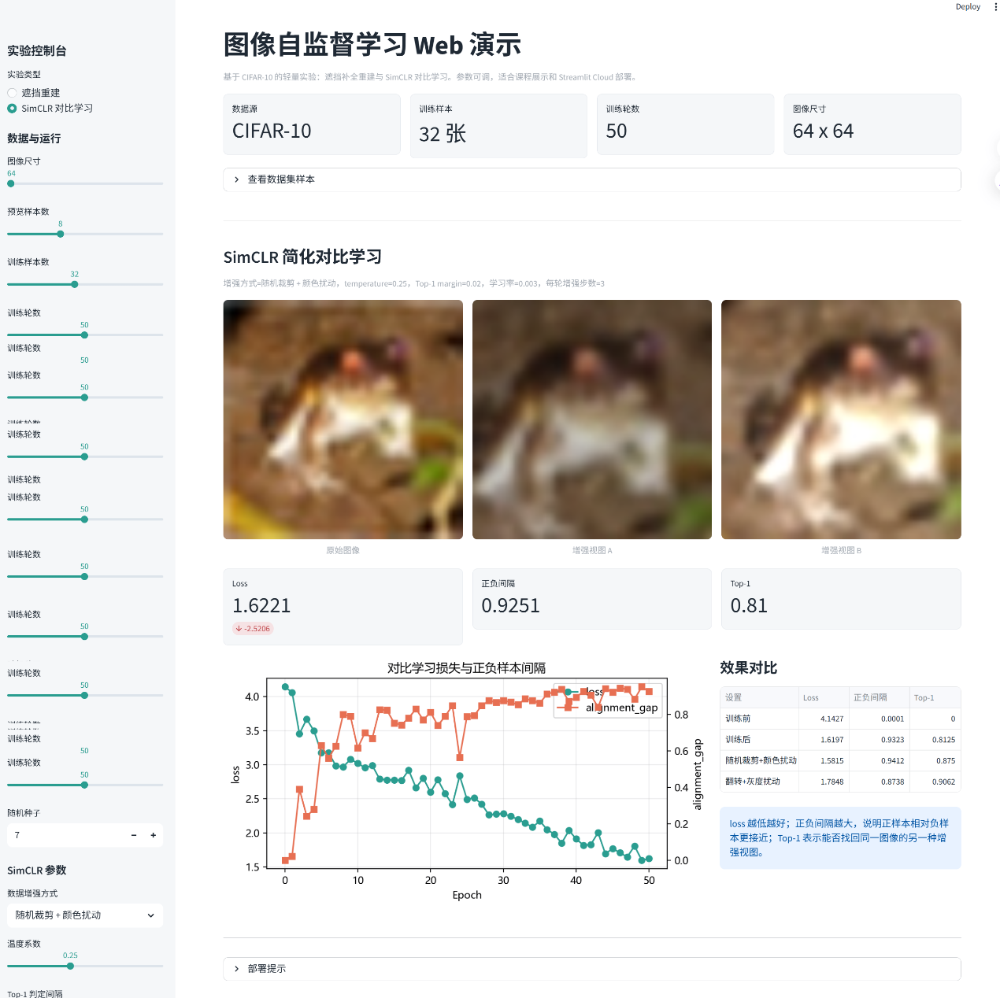 Deploy
实验控制台
实验类型
遮挡重建
SimCLR 对比学习
数据与运行
图像尺寸
64
预览样本数
8
训练样本数
32
训练轮数
50
训练轮数
50
训练轮数
50
训练轮数
50
训练轮数
训练轮数
50
训练轮数
50
训练轮数
50
训练轮数
50
训练轮数
50
训练轮数
50
随机种子
7
SimCLR 参数
数据增强方式
随机裁剪 + 颜色扰动
温度系数
0.25
Top-1 判定间隔
图像自监督学习 Web 演示
基于 CIFAR-10 的轻量实验：遮挡补全重建与 SimCLR 对比学习。参数可调，适合课程展示和 Streamlit Cloud 部署。
数据源
CIFAR-10
训练样本
32 张
训练轮数
50
图像尺寸
64 x 64
查看数据集样本
SimCLR 简化对比学习
增强方式=随机裁剪 + 颜色扰动，temperature=0.25，Top-1 margin=0.02，学习率=0.003，每轮增强步数=3
原始图像
增强视图 A
增强视图 B
Loss
1.6221
↓ -2.5206
正负间隔
0.9251
Top-1
0.81
对比学习损失与正负样本间隔
loss
alignment_gap
4.0
3.5
3.0
2.5
2.0
1.5
loss
0.8
0.6
0.4
0.2
0.0
alignment_gap
0 10 20 30 40 50
Epoch
效果对比
设置 Loss 正负间隔 Top-1
训练前 4.1427 0.0001 0
训练后 1.6197 0.9323 0.8125
随机裁剪+颜色扰动 1.5815 0.9412 0.875
翻转+灰度扰动 1.7848 0.8738 0.9062
loss 越低越好；正负间隔越大，说明正样本相对负样
本更接近；Top-1 表示能否找回同一图像的另一种增
强视图。
部署提示